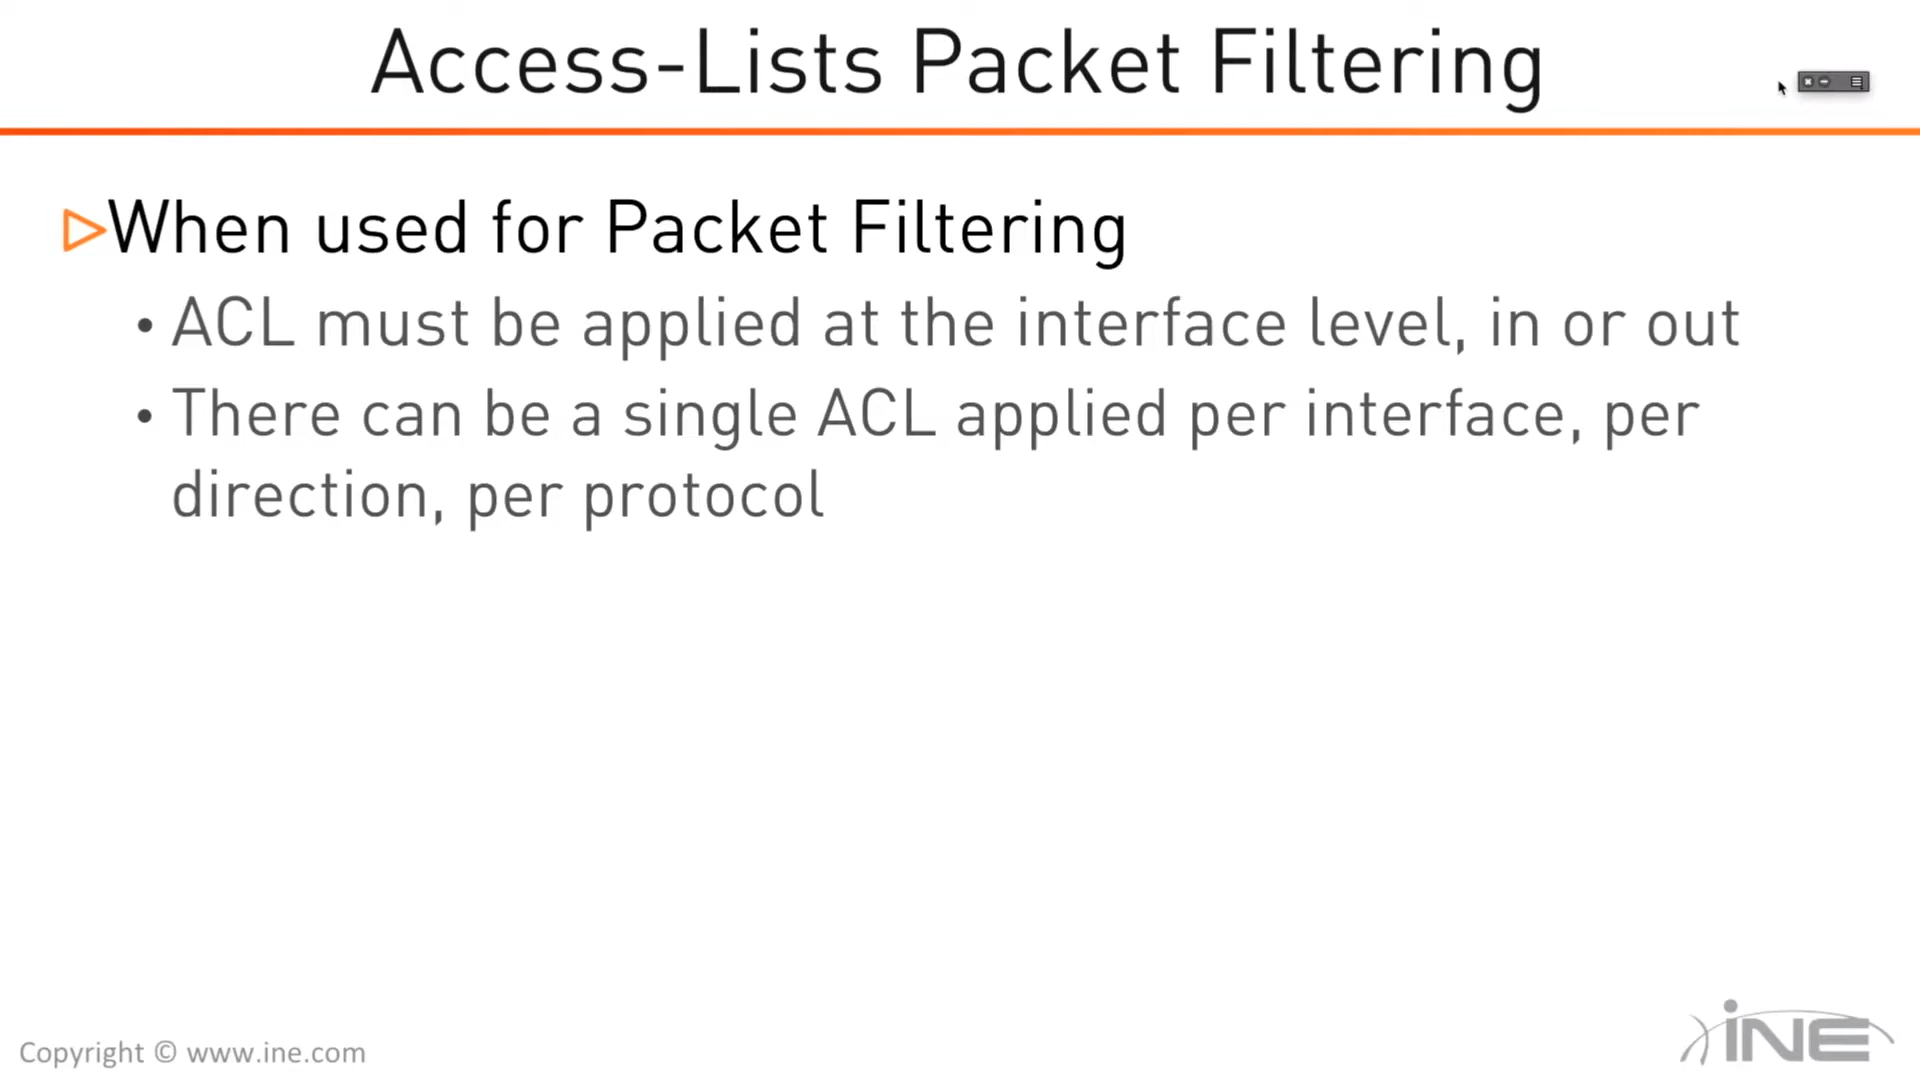 Access-Lists Packet Filtering
When used for Packet Filtering
• ACL must be applied at the interface level, in or out
• There can be a single ACL applied per interface, per
direction, per protocol
Copyright © www.ine.com
iNE